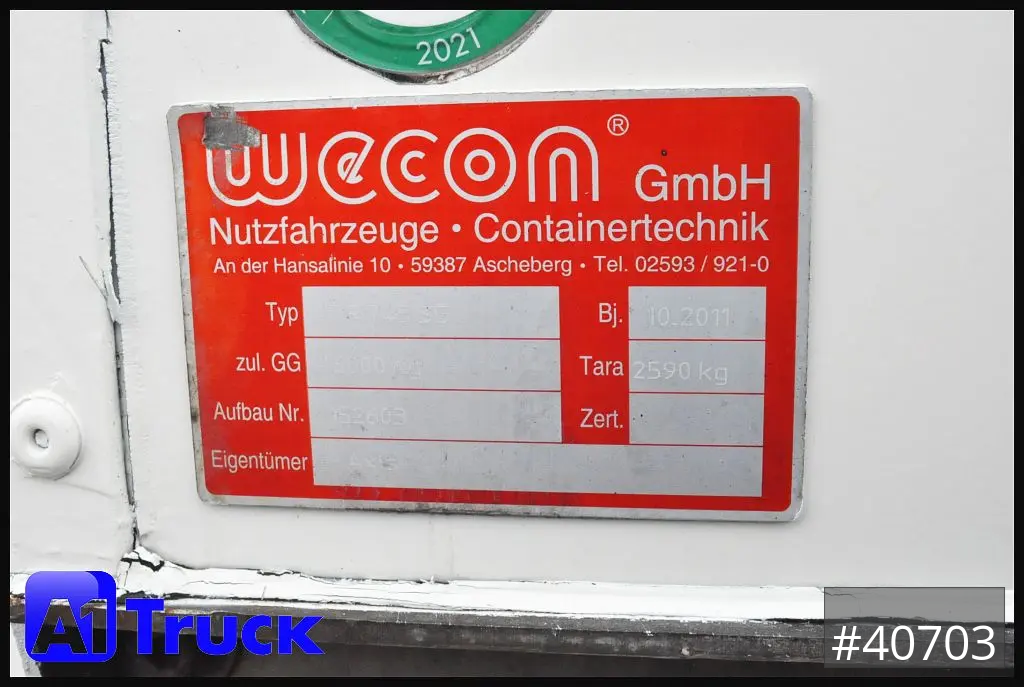 2021
wecon® GmbH
Nutzfahrzeuge • Containertechnik
An der Hansalinie 10 • 59387 Ascheberg • Tel. 02593 / 921-0
Typ Bj. 10.2011
zul. GG Tara 2590 kg
Aufbau Nr. Zert.
Eigentümer
A1 Truck
#40703